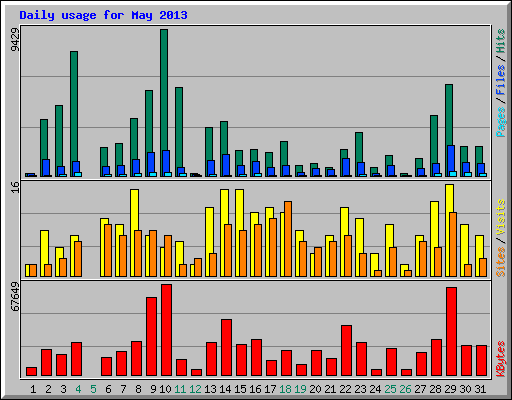 Daily usage for May 2013
9429
Pages / Files / Hits
16
Sites / Visits
67649
KBytes
1 2 3 4 5 6 7 8 9 10 11 12 13 14 15 16 17 18 19 20 21 22 23 24 25 26 27 28 29 30 31